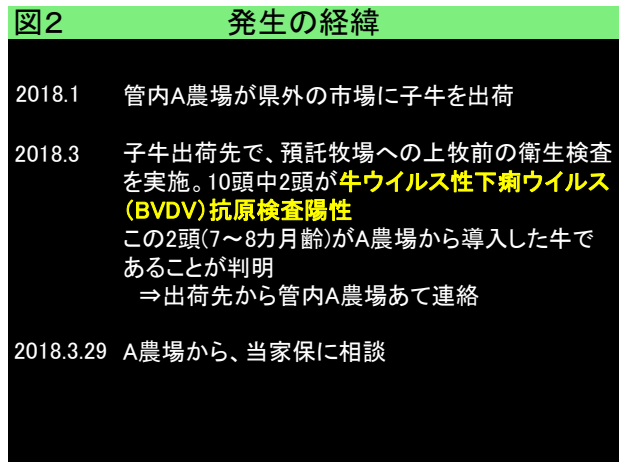 図2 発生の経緯
2018.1 管内A農場が県外の市場に子牛を出荷
2018.3 子牛出荷先で、預託牧場への上牧前の衛生検査
を実施。10頭中2頭が牛ウイルス性下痢ウイルス
（BVDV）抗原検査陽性
この2頭(7～8カ月齢)がA農場から導入した牛で
あることが判明
⇒出荷先から管内A農場あて連絡
2018.3.29 A農場から、当家保に相談